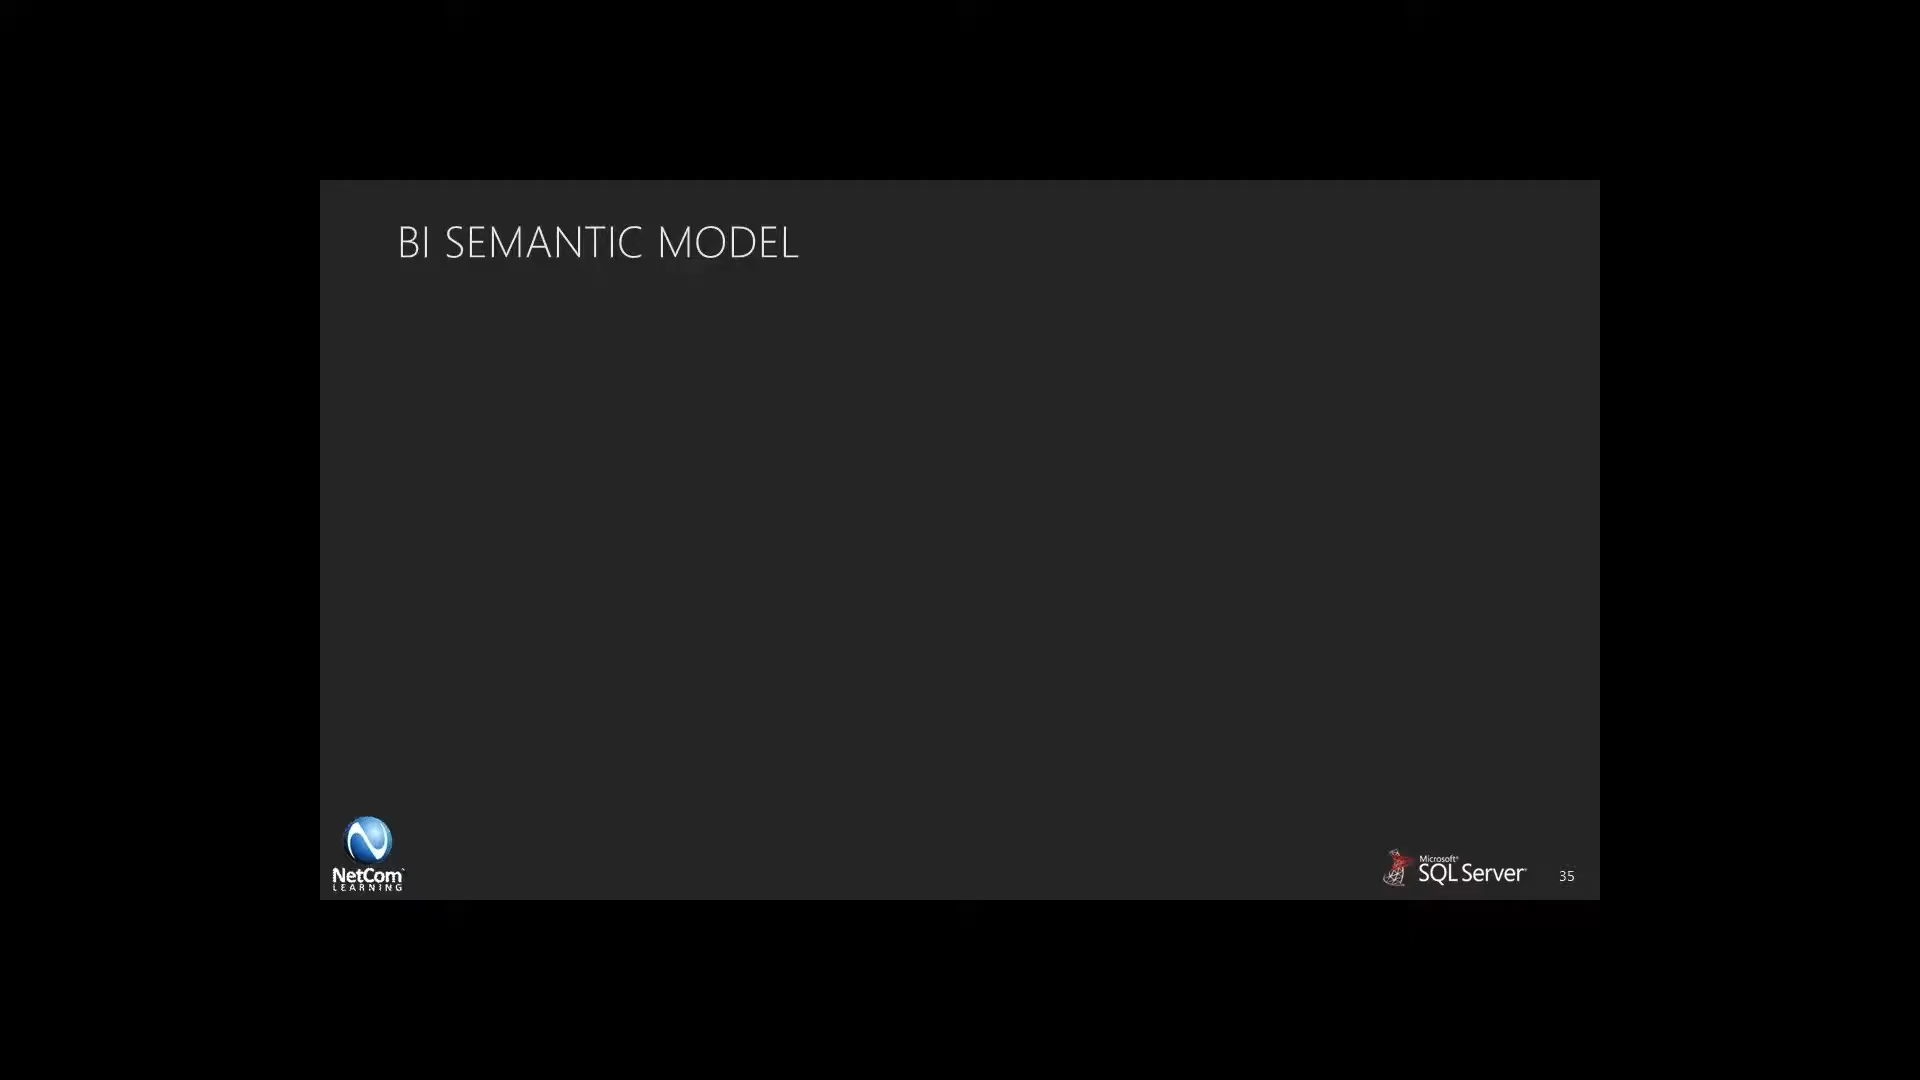 BI SEMANTIC MODEL
NetCom
LEARNING
Microsoft®
SQL Server
35